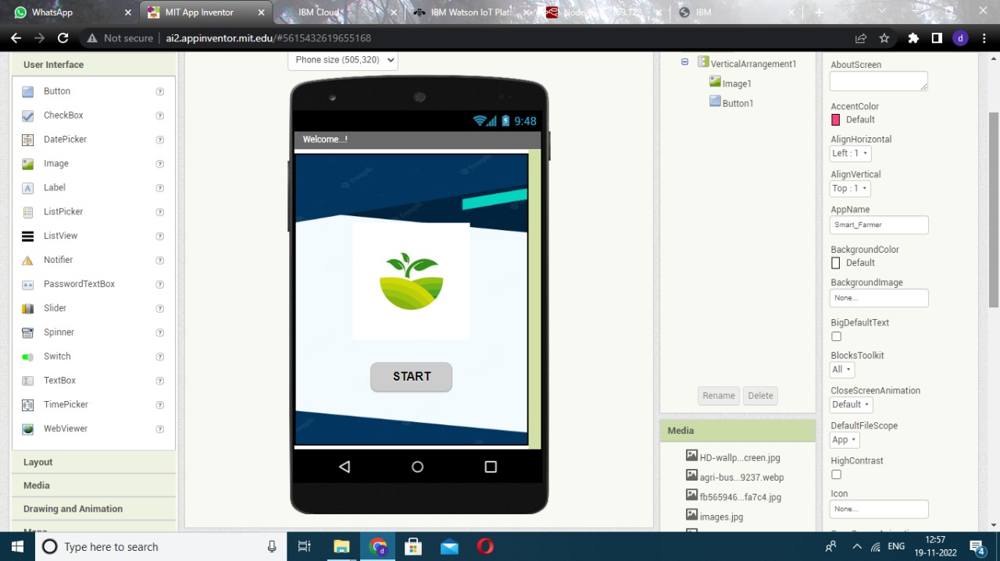 WhatsApp
MIT App Inventor
IBM Cloud
IBM Watson IoT Platf
IBM
Not secure
ai2.appinventor.mit.edu/#5615432619655168
d
User Interface
Button
CheckBox
DatePicker
Image
Label
ListPicker
ListView
Notifier
PasswordTextBox
Slider
Spinner
Switch
TextBox
TimePicker
WebViewer
Layout
Media
Drawing and Animation
Phone size (505,320)
9:48
Welcome...!
START
VerticalArrangement1
Image1
Button1
Rename
Delete
Media
HD-wallp...creen.jpg
agri-bus...9237.webp
fb565946...fa7c4.jpg
images.jpg
AboutScreen
AccentColor
Default
AlignHorizontal
Left : 1
AlignVertical
Top : 1
AppName
Smart_Farmer
BackgroundColor
Default
BackgroundImage
None...
BigDefaultText
BlocksToolkit
All
CloseScreenAnimation
Default
DefaultFileScope
App
HighContrast
Icon
None...
Type here to search
ENG
12:57
19-11-2022
4